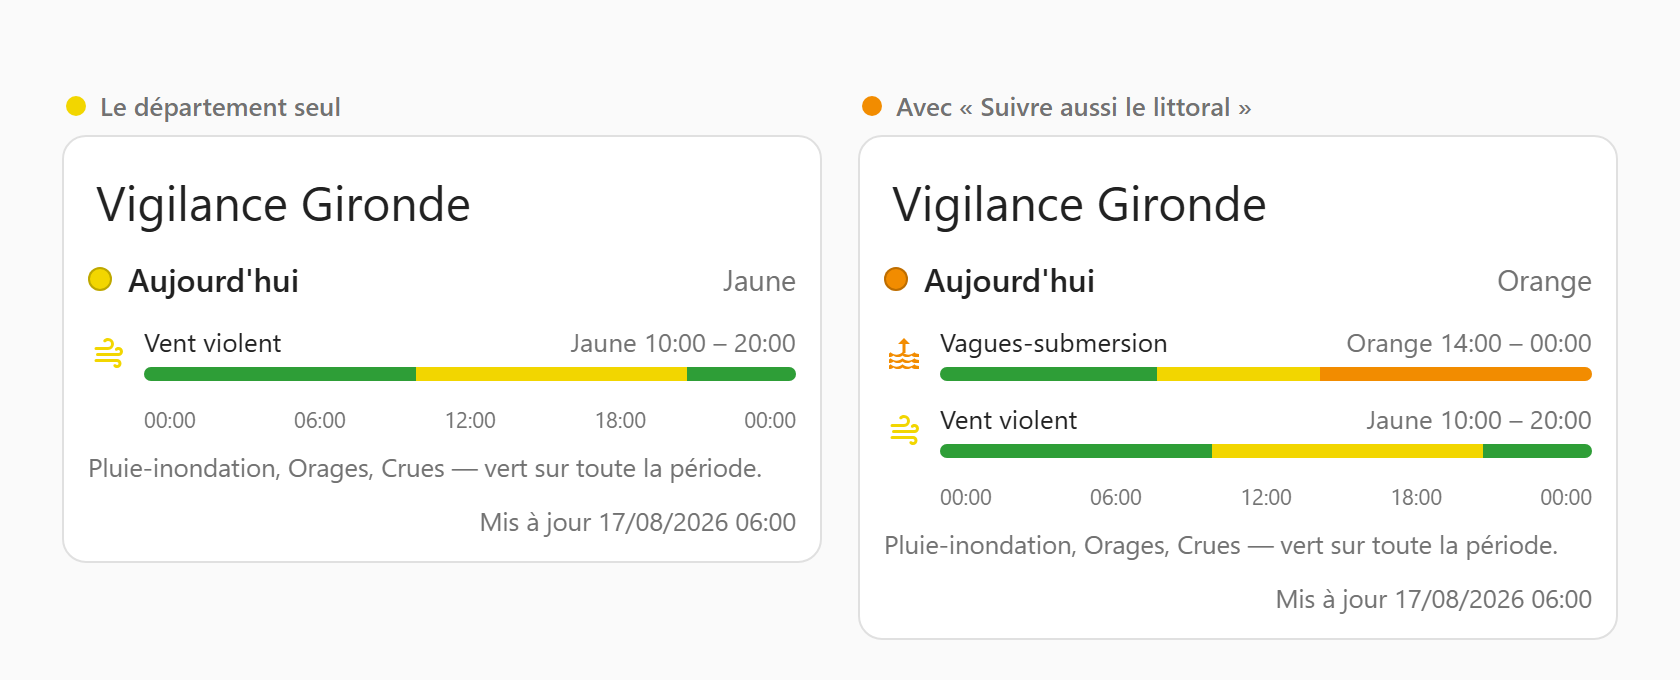 Le département seul
Vigilance Gironde
Aujourd'hui Jaune
Vent violent Jaune 10:00 – 20:00
00:00 06:00 12:00 18:00 00:00
Pluie-inondation, Orages, Crues — vert sur toute la période.
Mis à jour 17/08/2026 06:00
Avec « Suivre aussi le littoral »
Vigilance Gironde
Aujourd'hui Orange
Vagues-submersion Orange 14:00 – 00:00
Vent violent Jaune 10:00 – 20:00
00:00 06:00 12:00 18:00 00:00
Pluie-inondation, Orages, Crues — vert sur toute la période.
Mis à jour 17/08/2026 06:00